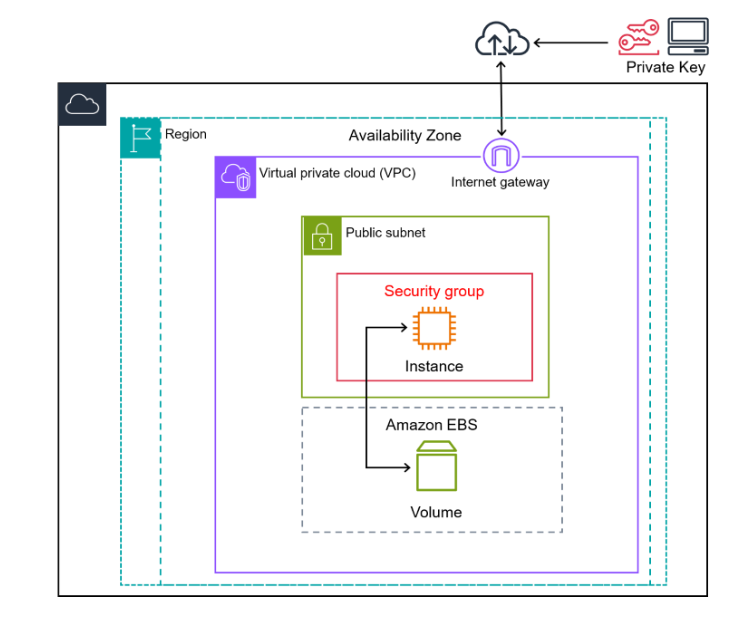 Private Key
Region
Availability Zone
Virtual private cloud (VPC)
Internet gateway
Public subnet
Security group
Instance
Amazon EBS
Volume